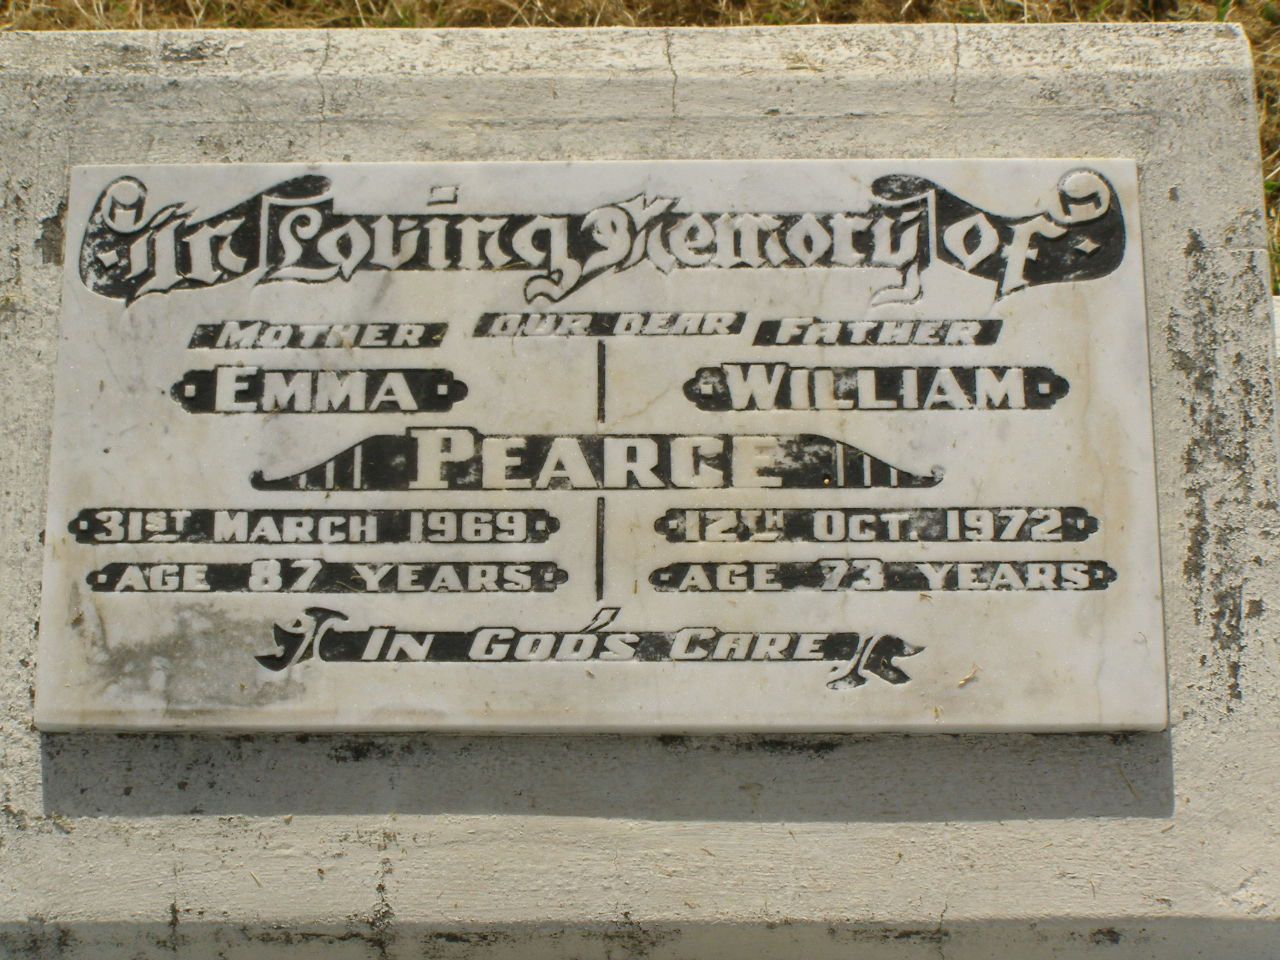 In Loving Memory of
MOTHER OUR DEAR FATHER
EMMA WILLIAM
PEARCE
31ST MARCH 1969 12TH OCT. 1972
AGE 87 YEARS AGE 73 YEARS
IN GOD'S CARE